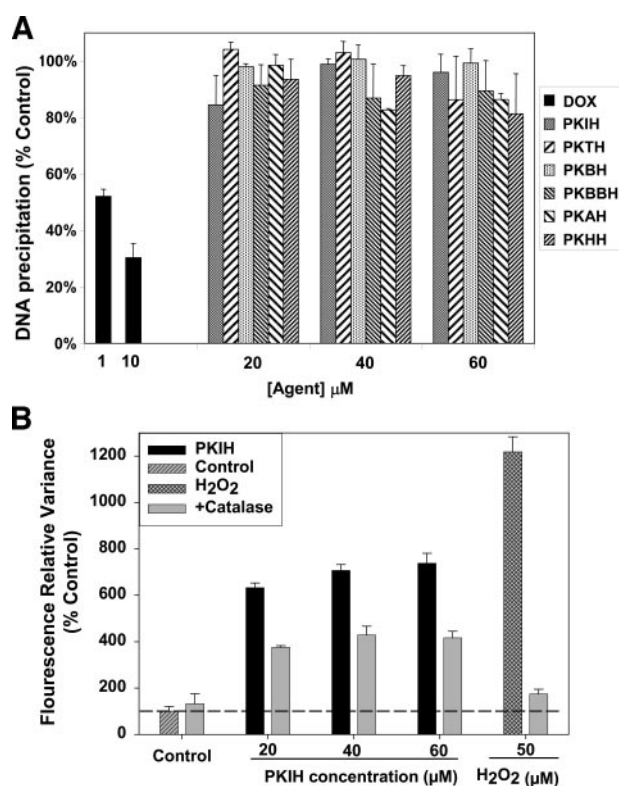 A
DNA precipitation (% Control)
100%
80%
60%
40%
20%
0%
1 10 20 40 60
[Agent] μM
DOX
PKIH
PKTH
PKBH
PKBBH
PKAH
PKHH
B
Flourescence Relative Variance
(% Control)
1200
1000
800
600
400
200
0
PKIH
Control
H2O2
+Catalase
Control 20 40 60 50
PKIH concentration (μM) H2O2 (μM)